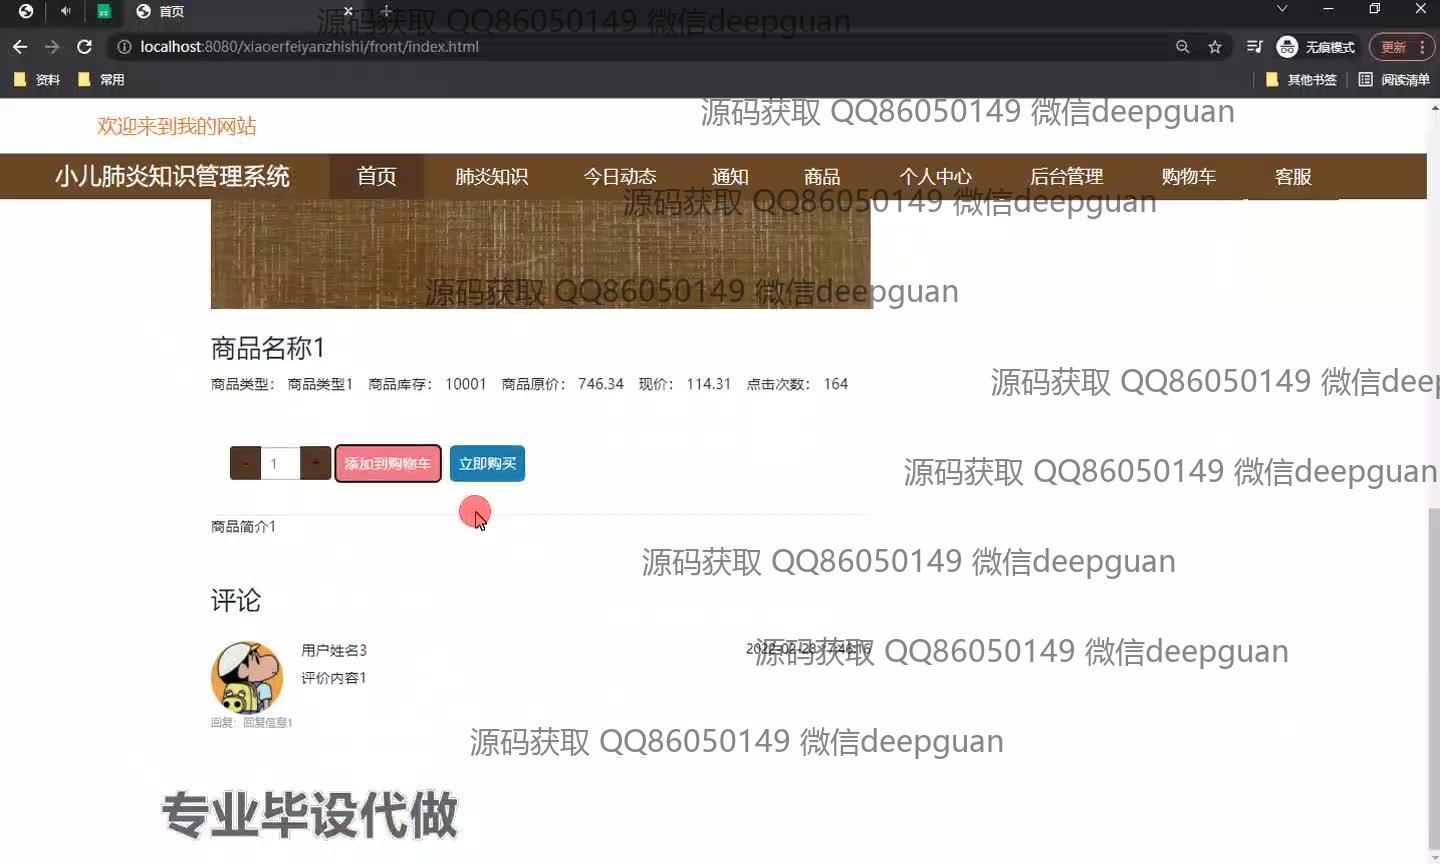 首页
源码获取 QQ86050149 微信deepguan
localhost:8080/xiaoerfeiyanzhishi/front/index.html
无痕模式
更新
资料
常用
其他书签
阅读清单
源码获取 QQ86050149 微信deepguan
欢迎来到我的网站
小儿肺炎知识管理系统
首页
肺炎知识
今日动态
通知
商品
个人中心
后台管理
购物车
客服
源码获取 QQ86050149 微信deepguan
源码获取 QQ86050149 微信deepguan
商品名称1
商品类型： 商品类型1 商品库存： 10001 商品原价： 746.34 现价： 114.31 点击次数： 164
源码获取 QQ86050149 微信deep
- 1 + 添加到购物车 立即购买
源码获取 QQ86050149 微信deepguan
商品简介1
源码获取 QQ86050149 微信deepguan
评论
用户姓名3
源码获取 QQ86050149 微信deepguan
评价内容1
回复：回复信息1
源码获取 QQ86050149 微信deepguan
专业毕设代做